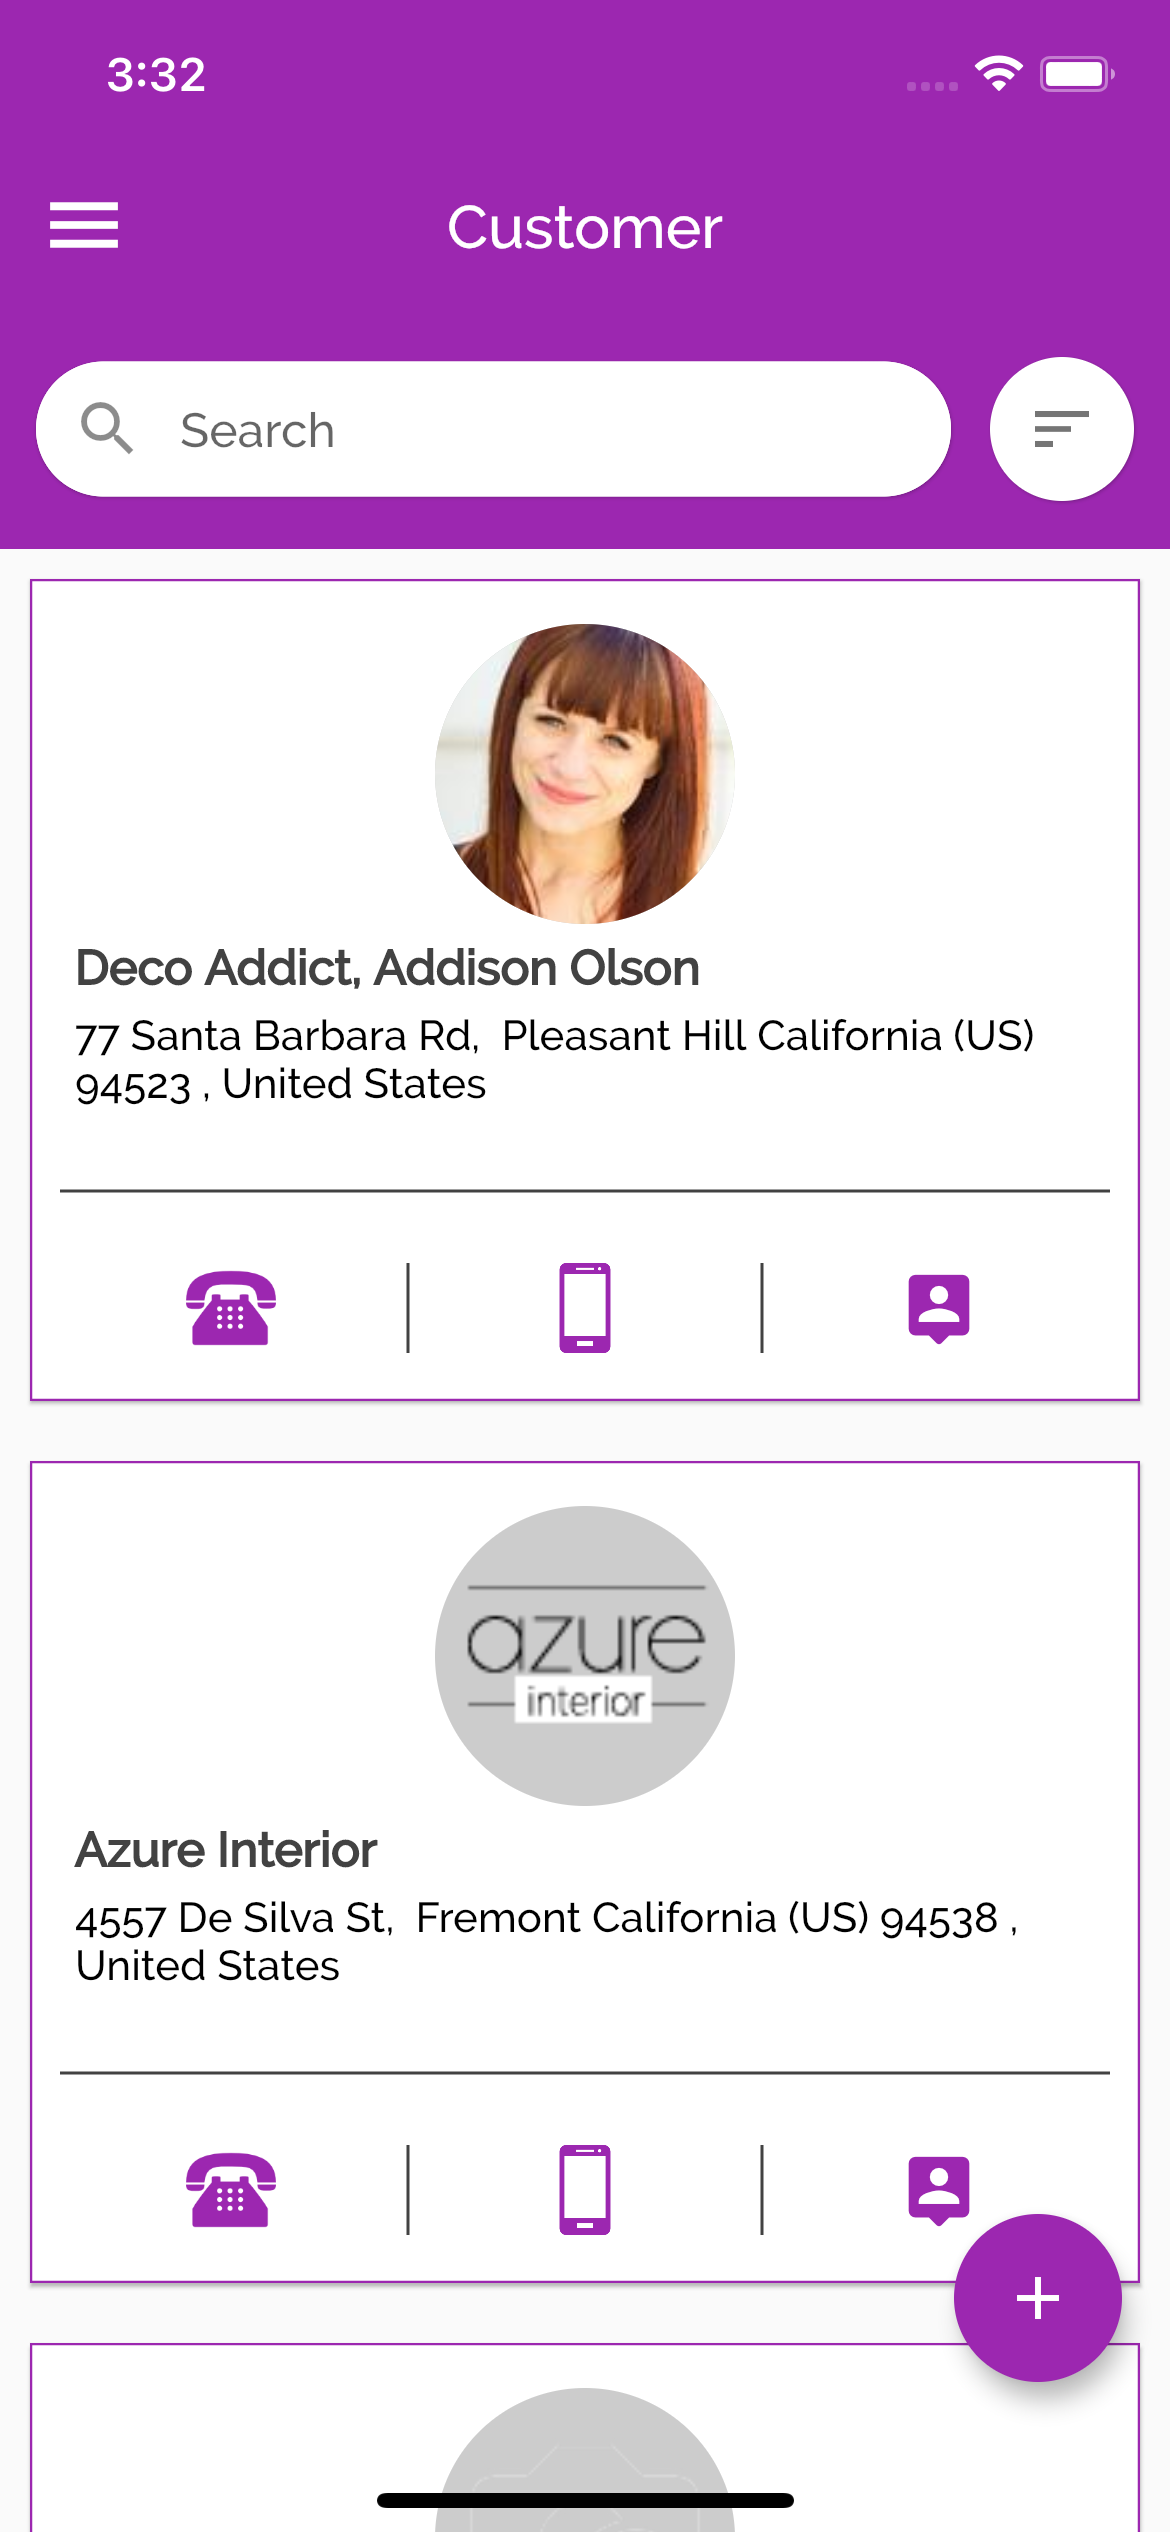 3:32
Customer
Search
Deco Addict, Addison Olson
77 Santa Barbara Rd,  Pleasant Hill California (US)
94523 , United States
azure
interior
Azure Interior
4557 De Silva St,  Fremont California (US) 94538 ,
United States